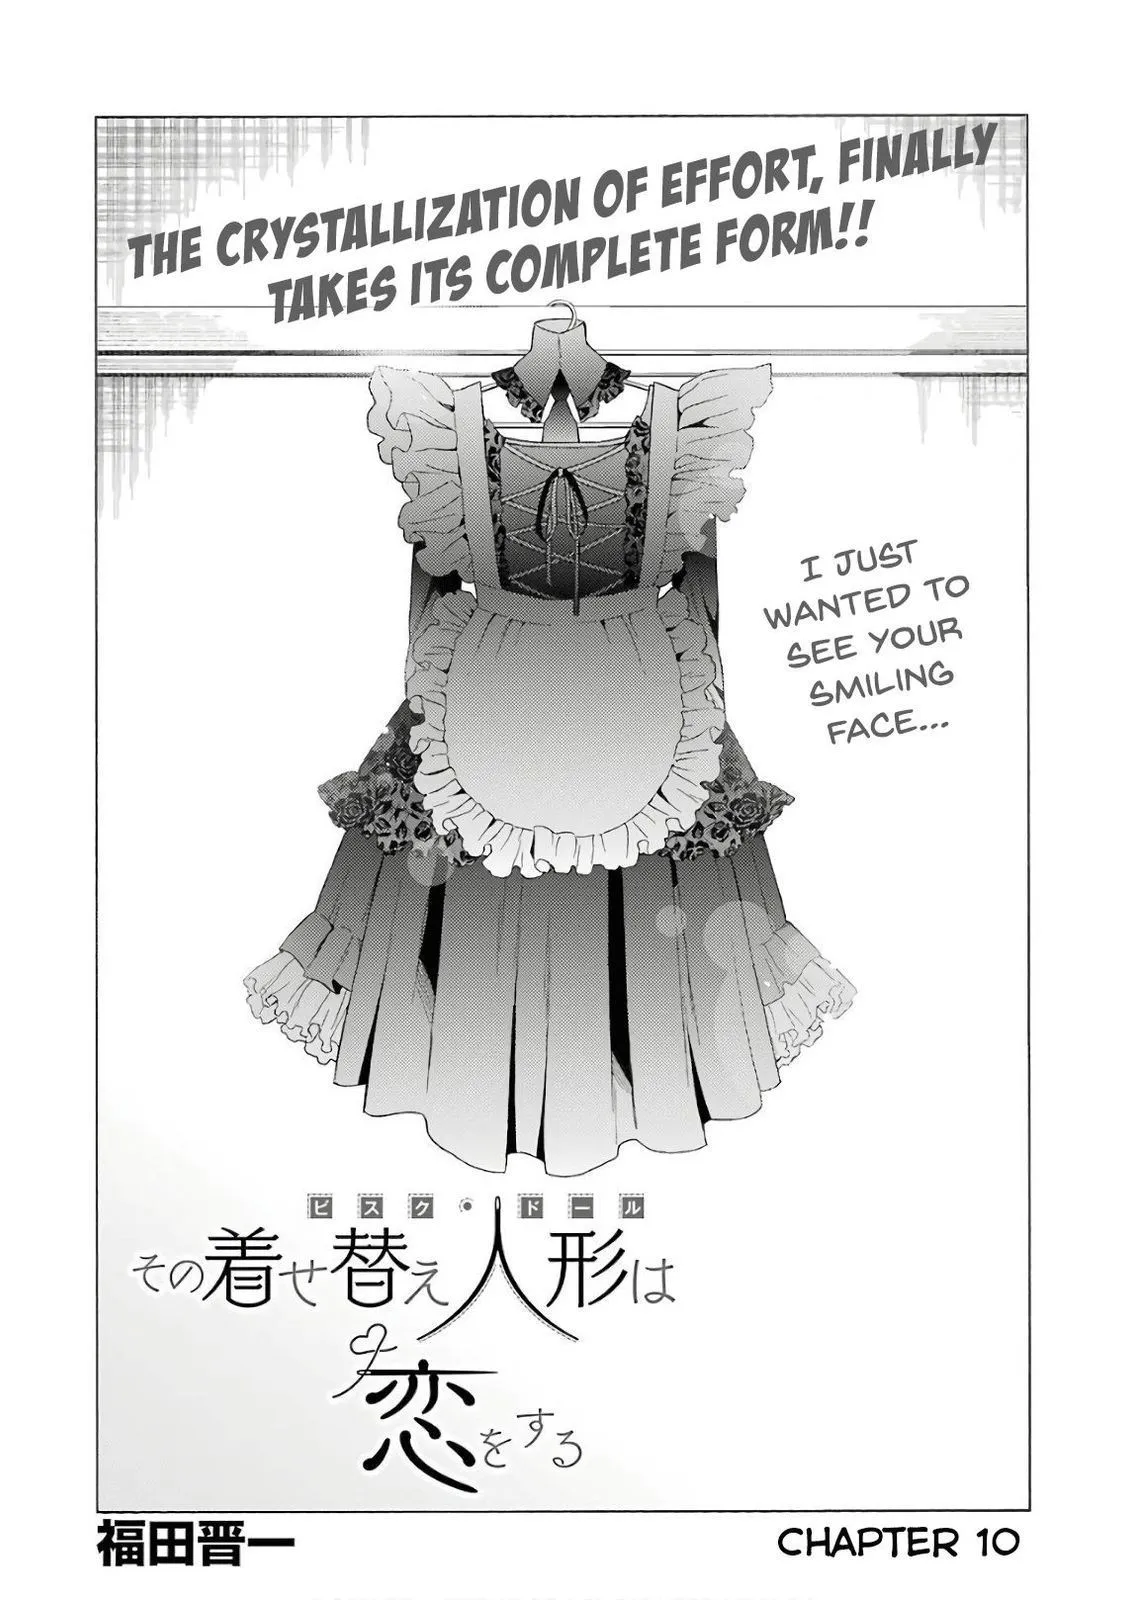 THE CRYSTALLIZATION OF EFFORT, FINALLY
TAKES ITS COMPLETE FORM!!
I JUST
WANTED TO
SEE YOUR
SMILING
FACE...
ビスク・ドール
その着せ替え人形は
恋をする
福田晋一
CHAPTER 10